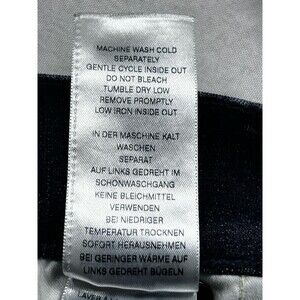 MACHINE WASH COLD
SEPARATELY
GENTLE CYCLE INSIDE OUT
DO NOT BLEACH
TUMBLE DRY LOW
REMOVE PROMPTLY
LOW IRON INSIDE OUT
IN DER MASCHINE KALT
WASCHEN
SEPARAT
AUF LINKS GEDREHT IM
SCHONWASCHGANG
KEINE BLEICHMITTEL
VERWENDEN
BEI NIEDRIGER
TEMPERATUR TROCKNEN
SOFORT HERAUSNEHMEN
BEI GERINGER WÄRME AUF
LINKS GEDREHT BÜGELN